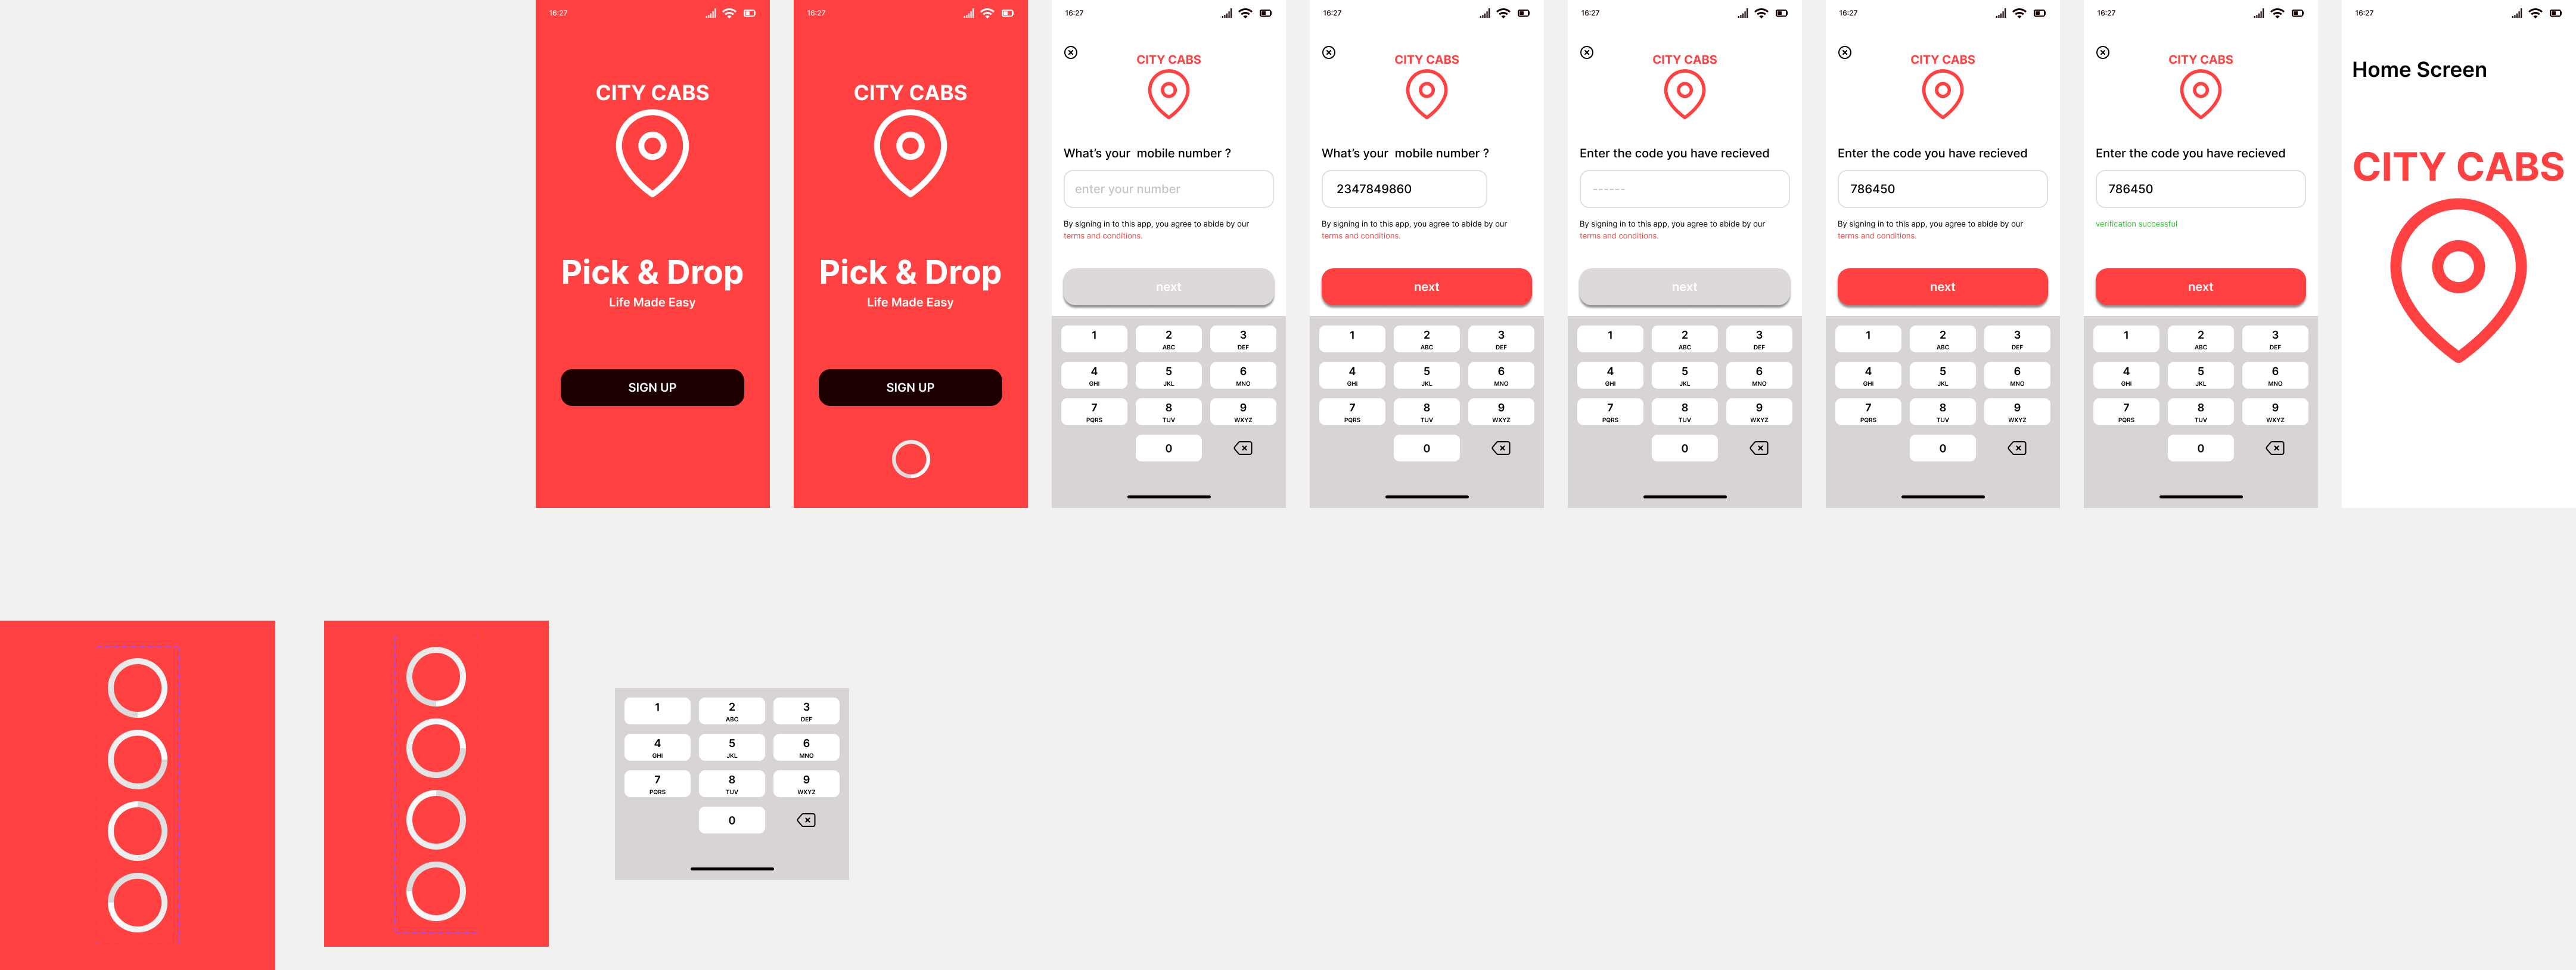 16:27
CITY CABS
Pick & Drop
Life Made Easy
SIGN UP
16:27
CITY CABS
Pick & Drop
Life Made Easy
SIGN UP
16:27
CITY CABS
What's your  mobile number ?
enter your number
By signing in to this app, you agree to abide by our
terms and conditions.
next
1 2 3
ABC DEF
4 5 6
GHI JKL MNO
7 8 9
PQRS TUV WXYZ
0
16:27
CITY CABS
What's your  mobile number ?
2347849860
By signing in to this app, you agree to abide by our
terms and conditions.
next
1 2 3
ABC DEF
4 5 6
GHI JKL MNO
7 8 9
PQRS TUV WXYZ
0
16:27
CITY CABS
Enter the code you have recieved
------
By signing in to this app, you agree to abide by our
terms and conditions.
next
1 2 3
ABC DEF
4 5 6
GHI JKL MNO
7 8 9
PQRS TUV WXYZ
0
16:27
CITY CABS
Enter the code you have recieved
786450
By signing in to this app, you agree to abide by our
terms and conditions.
next
1 2 3
ABC DEF
4 5 6
GHI JKL MNO
7 8 9
PQRS TUV WXYZ
0
16:27
CITY CABS
Enter the code you have recieved
786450
verification successful
next
1 2 3
ABC DEF
4 5 6
GHI JKL MNO
7 8 9
PQRS TUV WXYZ
0
16:27
Home Screen
CITY CABS
1 2 3
ABC DEF
4 5 6
GHI JKL MNO
7 8 9
PQRS TUV WXYZ
0